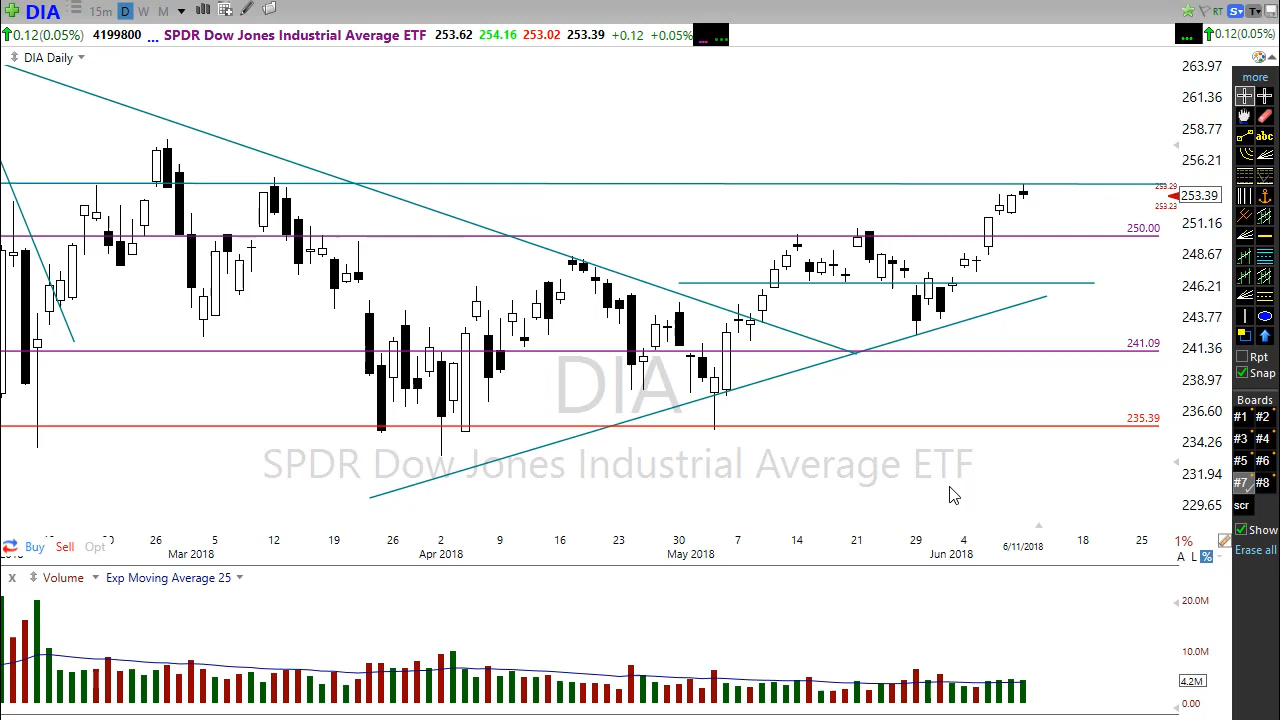 DIA 15m D W M RT S T
0.12(0.05%) 4199800 ... SPDR Dow Jones Industrial Average ETF 253.62 254.16 253.02 253.39 +0.12 +0.05% ... ... ... 0.12(0.05%)
DIA Daily
263.97
more
261.36
abc
258.77
256.21
253.29
253.39
253.23
251.16
250.00
248.67
246.21
243.77
241.09
241.36
Rpt
Snap
DIA
238.97
Boards
236.60
#1 #2
235.39
234.26
#3 #4
SPDR Dow Jones Industrial Average ETF
#5 #6
231.94
#7 #8
229.65
scr
Show
26 5 12 19 26 2 9 16 23 30 7 14 21 29 4 6/11/2018 18 25
Buy Sell Opt
1%
Mar 2018 Apr 2018 May 2018 Jun 2018
A L %
Erase all
x Volume Exp Moving Average 25
20.0M
10.0M
4.2M
0.00